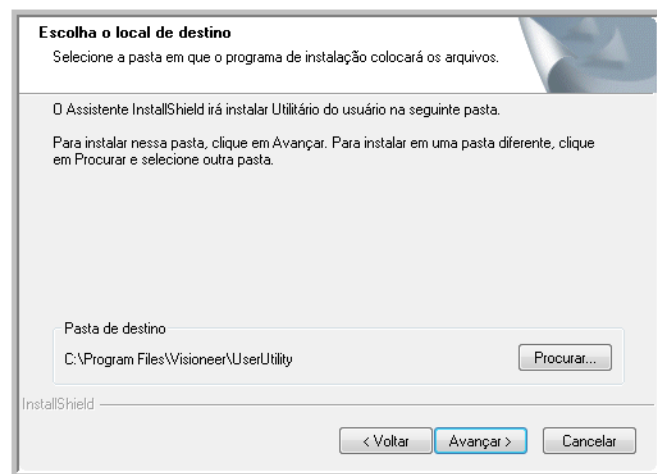 Escolha o local de destino
Selecione a pasta em que o programa de instalação colocará os arquivos.
O Assistente InstallShield irá instalar Utilitário do usuário na seguinte pasta.
Para instalar nessa pasta, clique em Avançar. Para instalar em uma pasta diferente, clique
em Procurar e selecione outra pasta.
Pasta de destino
C:\Program Files\Visioneer\UserUtility
Procurar...
InstallShield
< Voltar
Avançar >
Cancelar